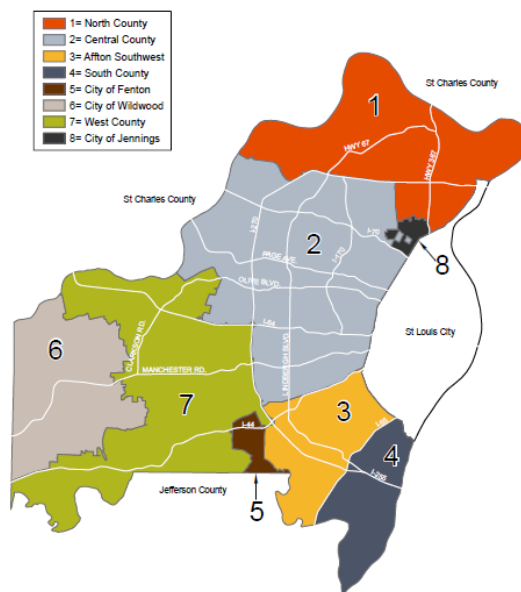 1= North County
2= Central County
3= Affton Southwest
4= South County
5= City of Fenton
6= City of Wildwood
7= West County
8= City of Jennings
St Charles County
1
HWY 67
HWY 367
St Charles County
I-270
2
I-70
PAGE AVE.
I-170
8
OLIVE BLVD.
I-64
St Louis City
6
CLARKSON RD.
LINDBERGH BLVD.
MANCHESTER RD.
7
3
I-44
I-55
4
I-255
Jefferson County
5